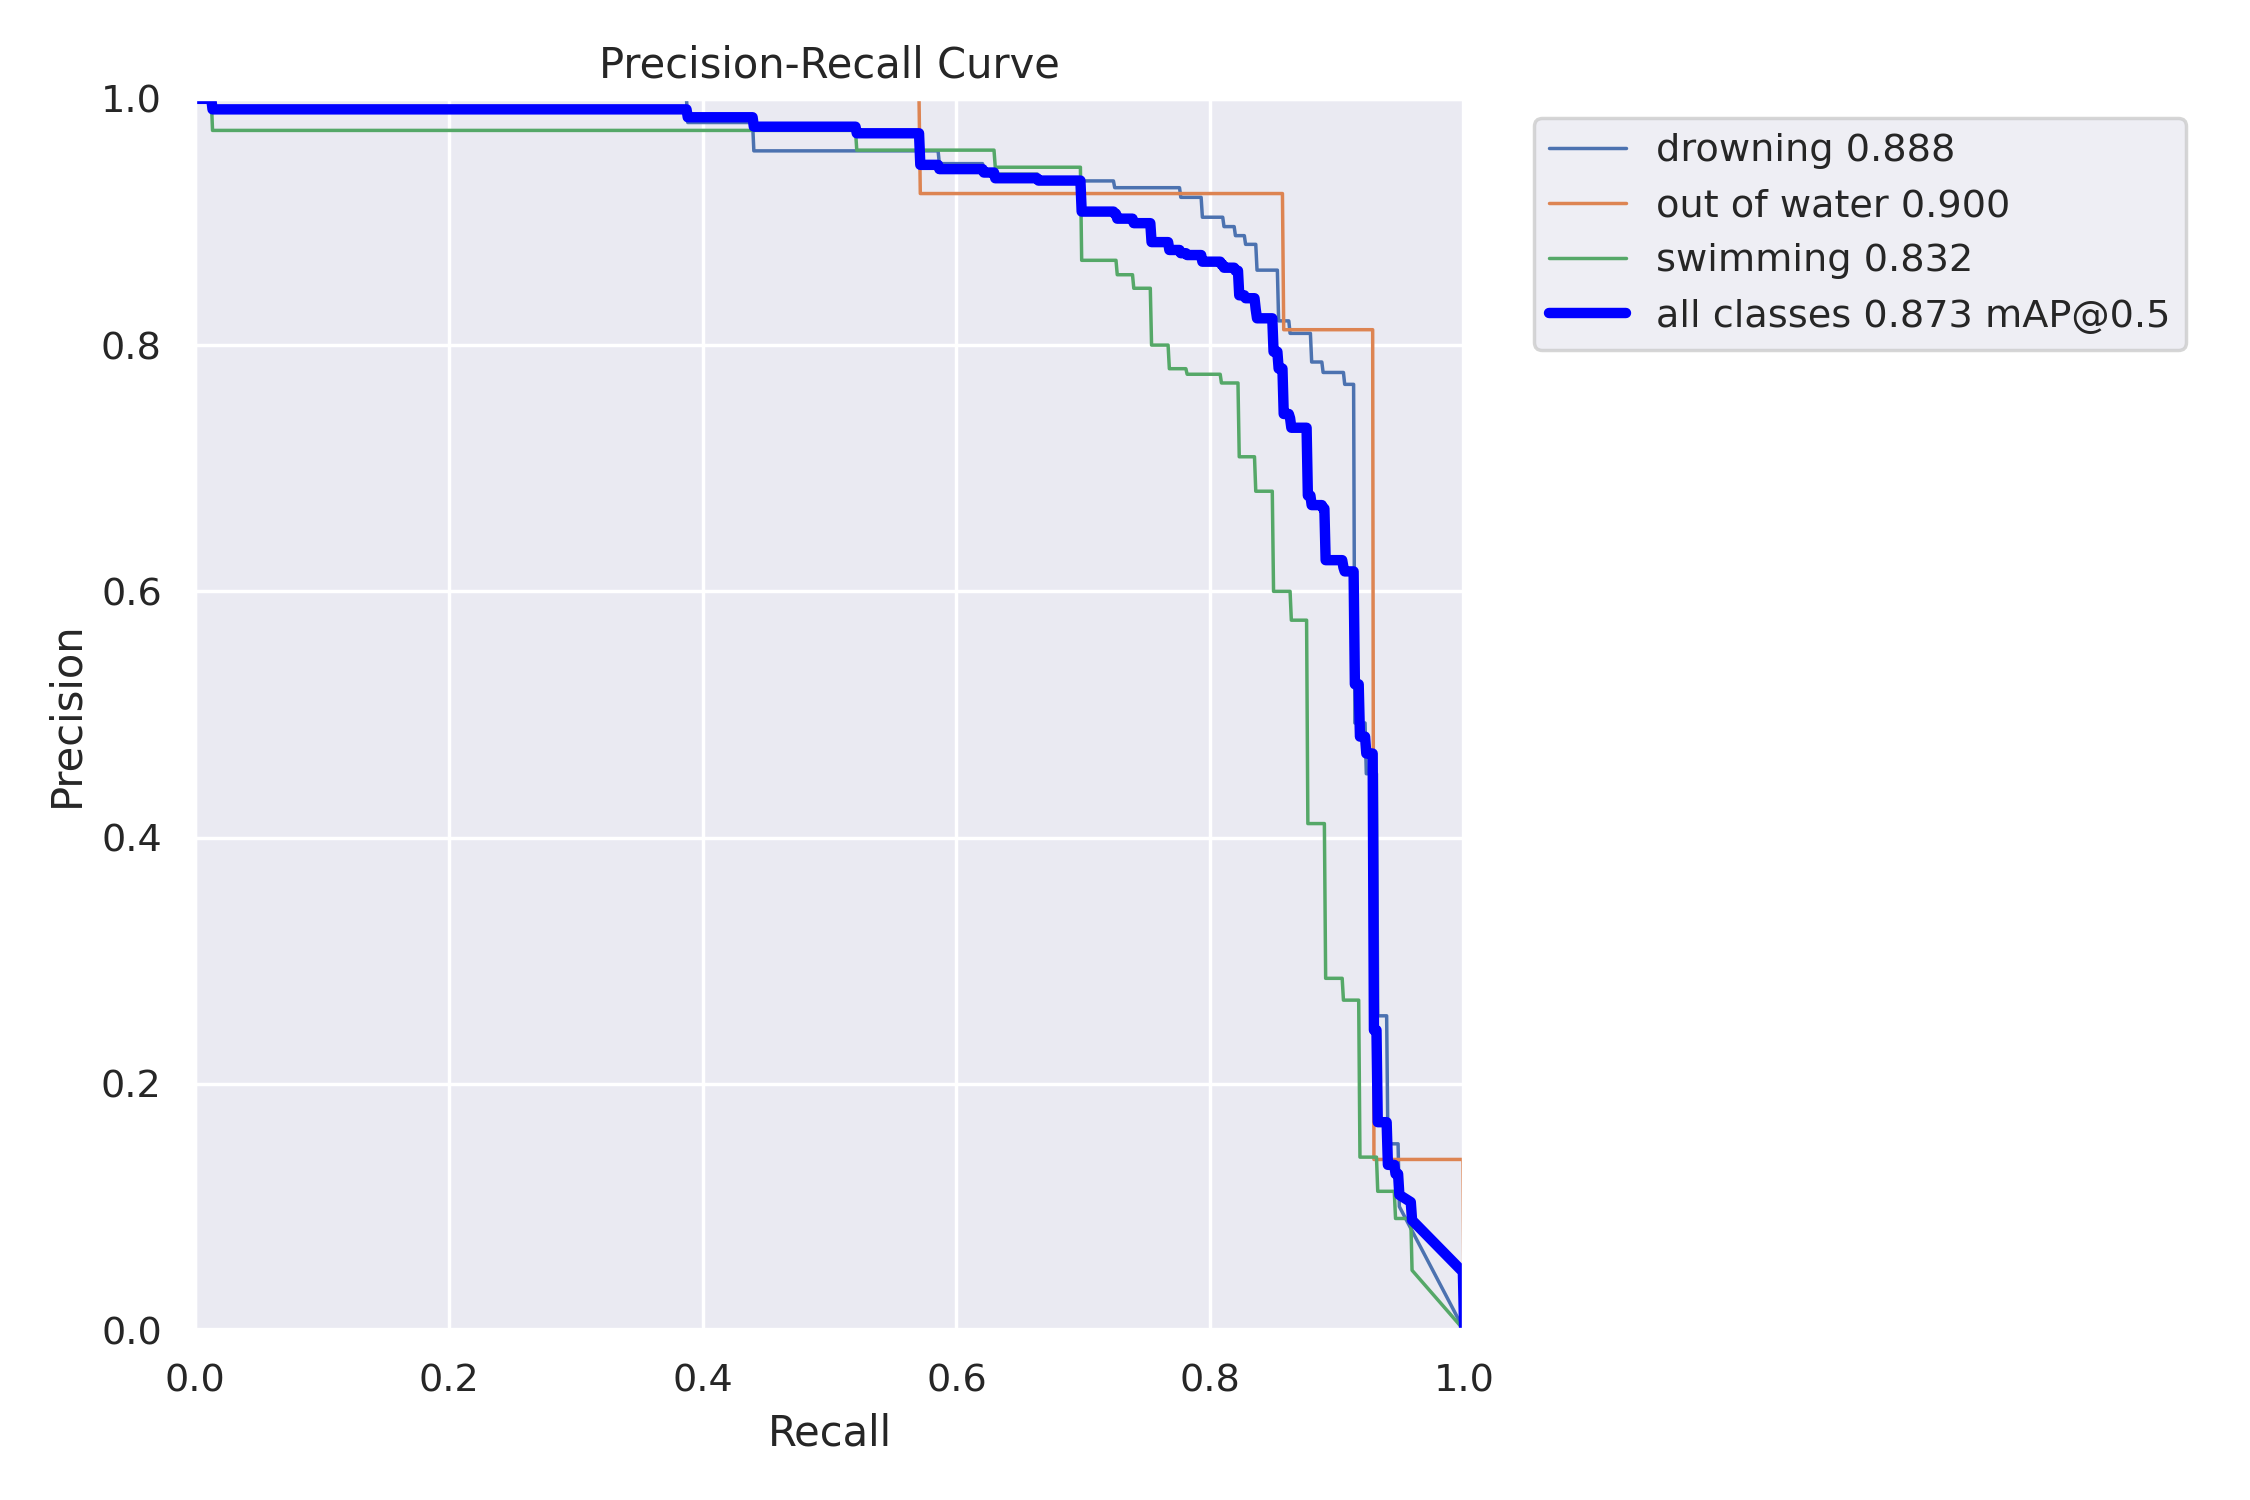 Precision-Recall Curve
1.0
0.8
0.6
0.4
0.2
0.0
Precision
0.0 0.2 0.4 0.6 0.8 1.0
Recall
drowning 0.888
out of water 0.900
swimming 0.832
all classes 0.873 mAP@0.5